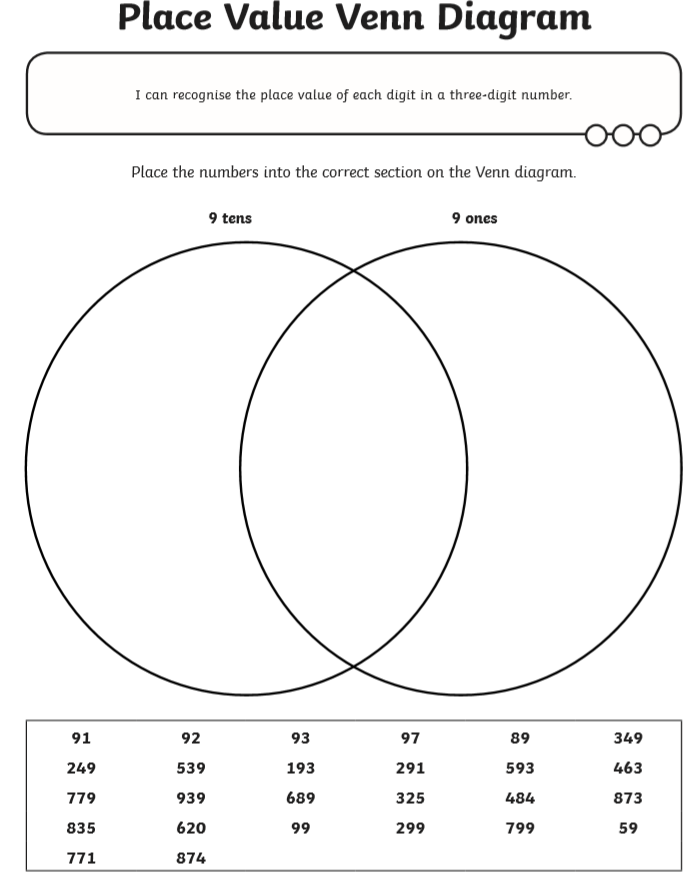 Place Value Venn Diagram
I can recognise the place value of each digit in a three-digit number.
Place the numbers into the correct section on the Venn diagram.
9 tens 9 ones
91 92 93 97 89 349
249 539 193 291 593 463
779 939 689 325 484 873
835 620 99 299 799 59
771 874